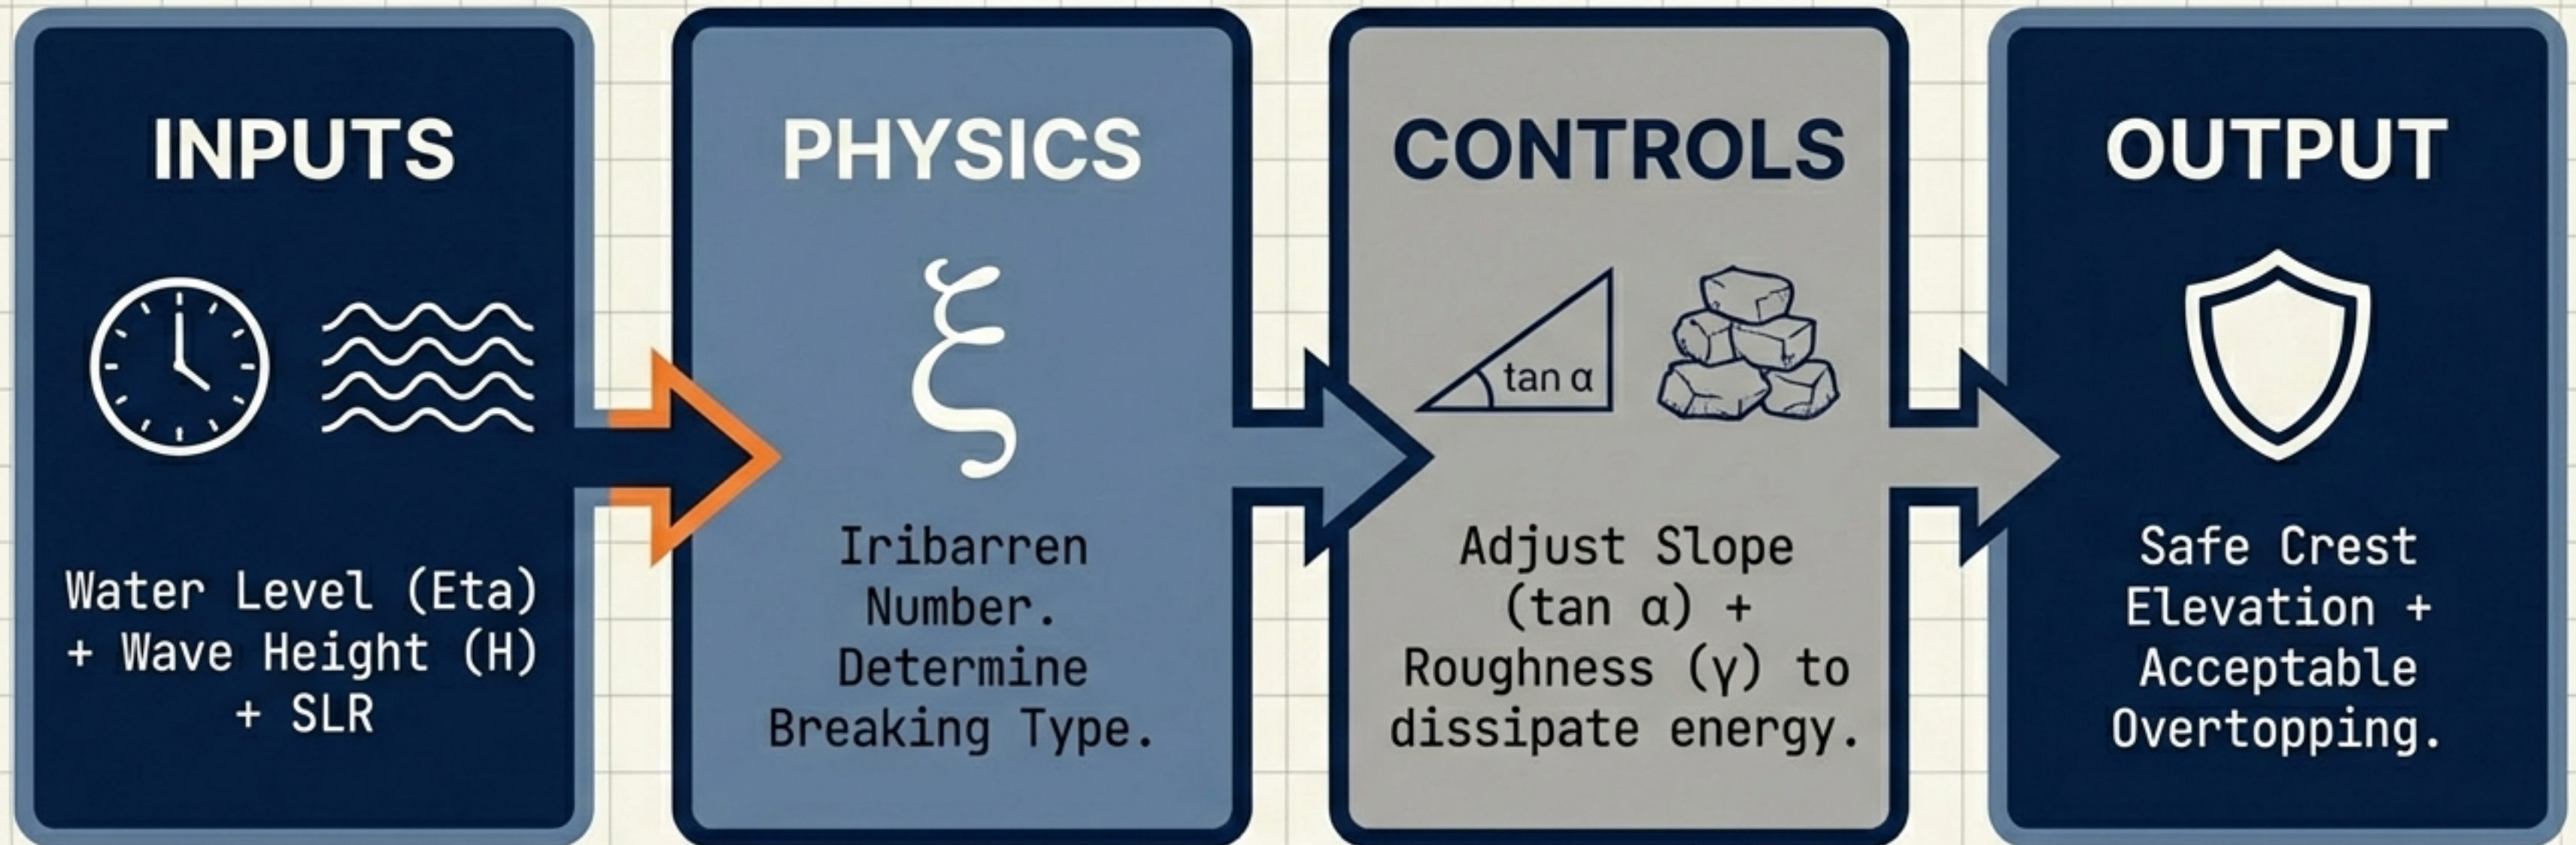 INPUTS
Water Level (Eta)
+ Wave Height (H)
+ SLR
PHYSICS
ξ
Iribarren
Number.
Determine
Breaking Type.
CONTROLS
tan α
Adjust Slope
(tan α) +
Roughness (γ) to
dissipate energy.
OUTPUT
Safe Crest
Elevation +
Acceptable
Overtopping.